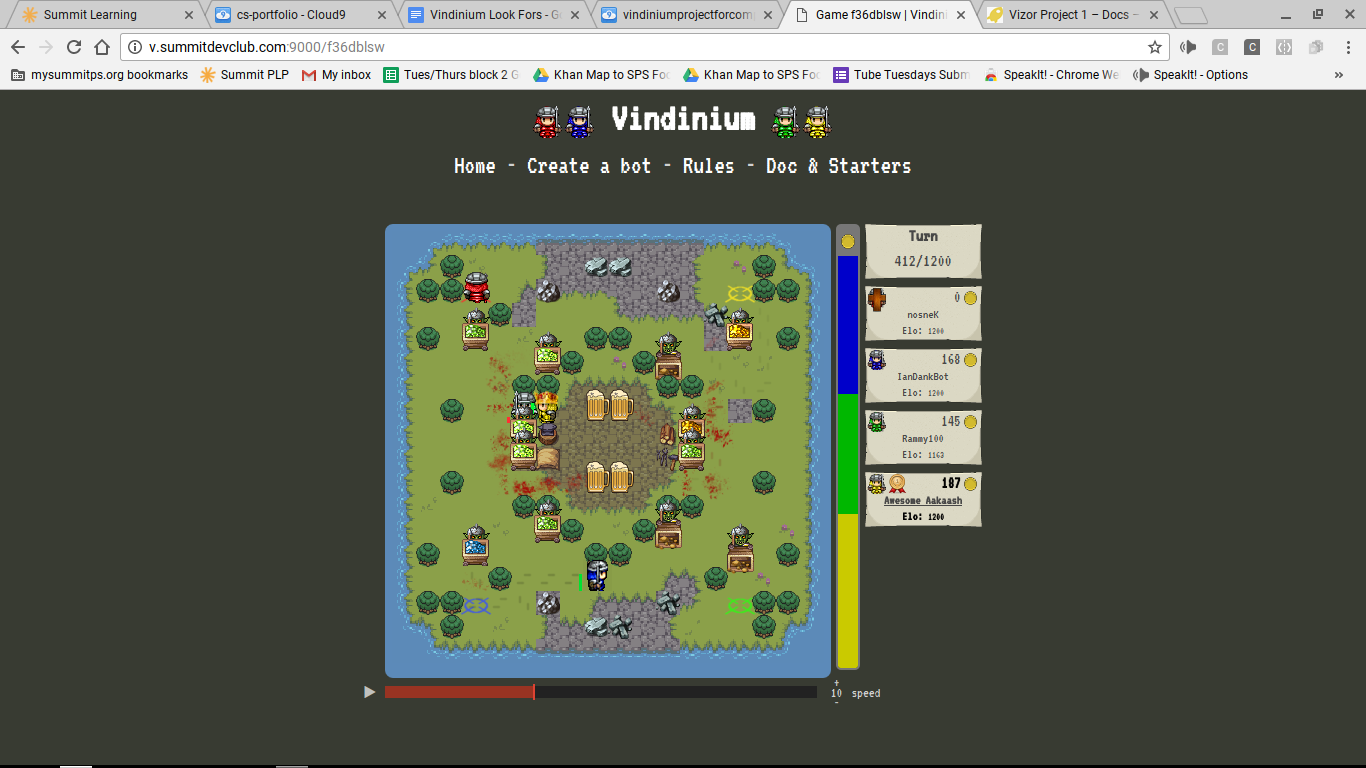 Summit Learning
cs-portfolio - Cloud9
Vindinium Look Fors - G
vindiniumprojectforcom
Game f36dblsw | Vindin
Vizor Project 1 – Docs –
v.summitdevclub.com:9000/f36dblsw
mysummitps.org bookmarks
Summit PLP
My inbox
Tues/Thurs block 2 G
Khan Map to SPS Foc
Khan Map to SPS Foc
Tube Tuesdays Subm
SpeakIt! - Chrome We
SpeakIt! - Options
»
Vindinium
Home - Create a bot - Rules - Doc & Starters
Turn
412/1200
0
nosneK
Elo: 1200
168
IanDankBot
Elo: 1200
145
Rammy100
Elo: 1163
187
Awesome Aakaash
Elo: 1200
+
10 speed
-